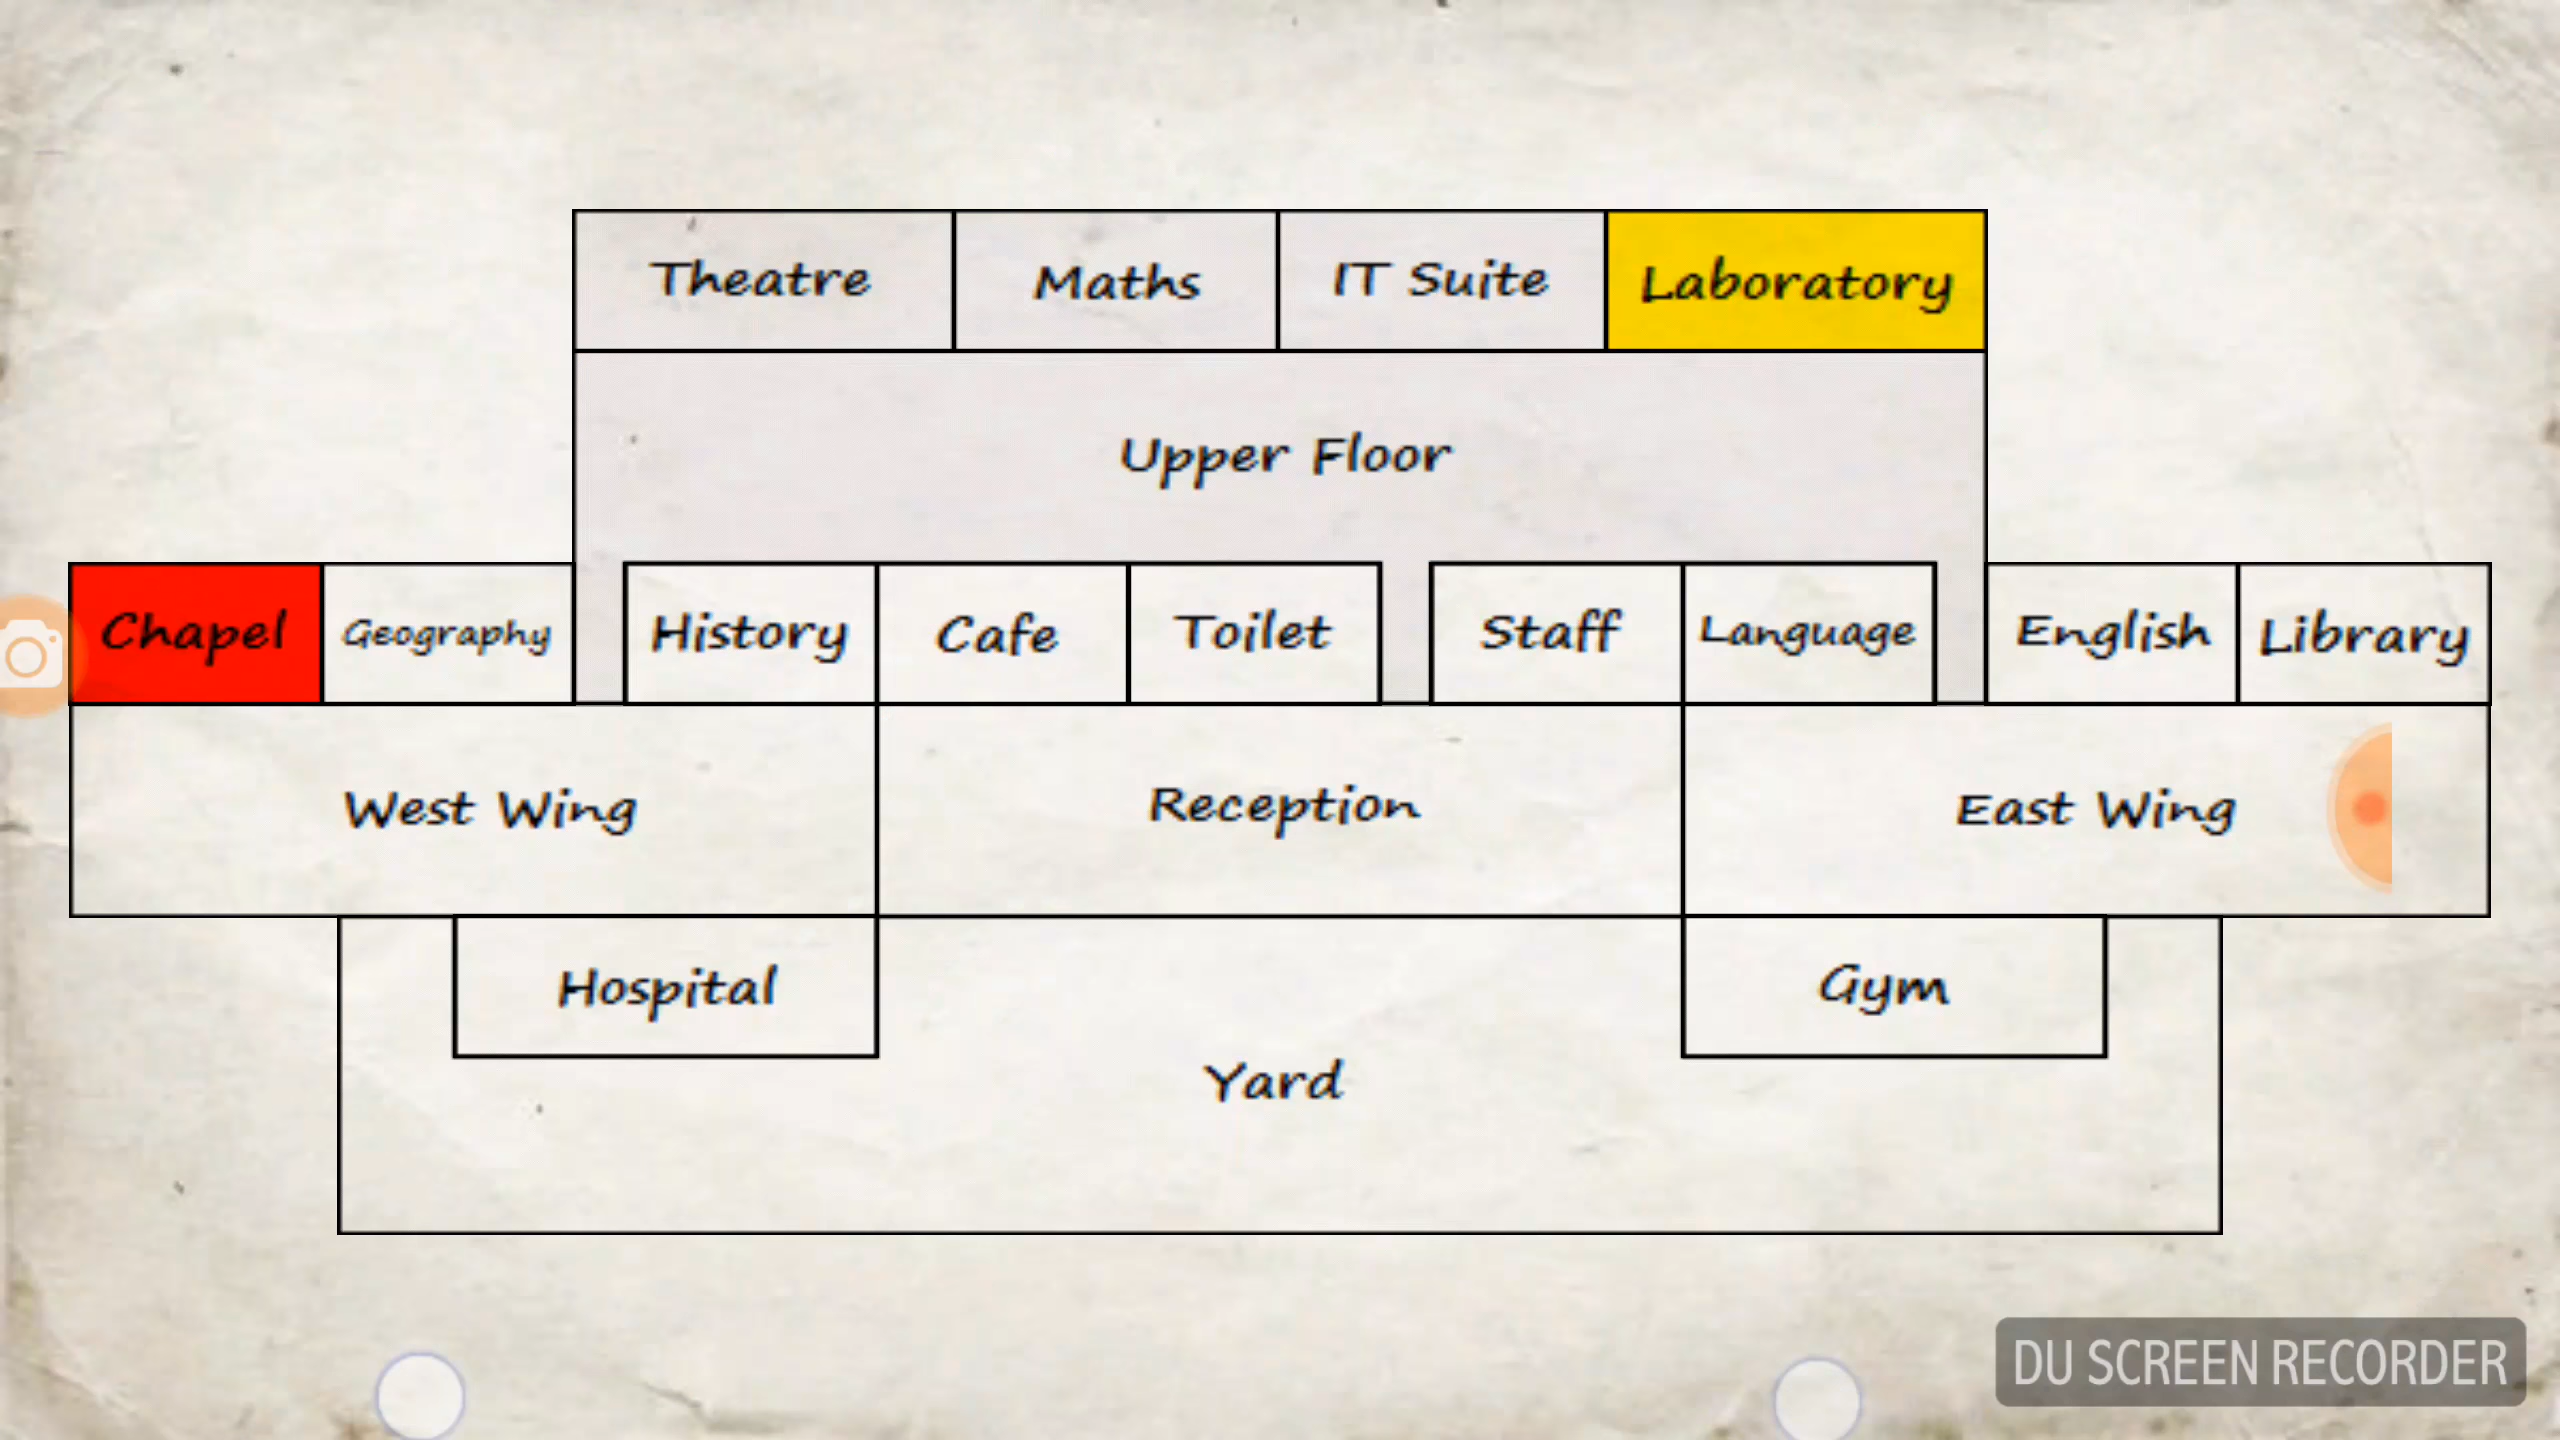 Theatre Maths IT Suite Laboratory
Upper Floor
Chapel Geography History Cafe Toilet Staff Language English Library
West Wing Reception East Wing
Hospital Gym
Yard
DU SCREEN RECORDER